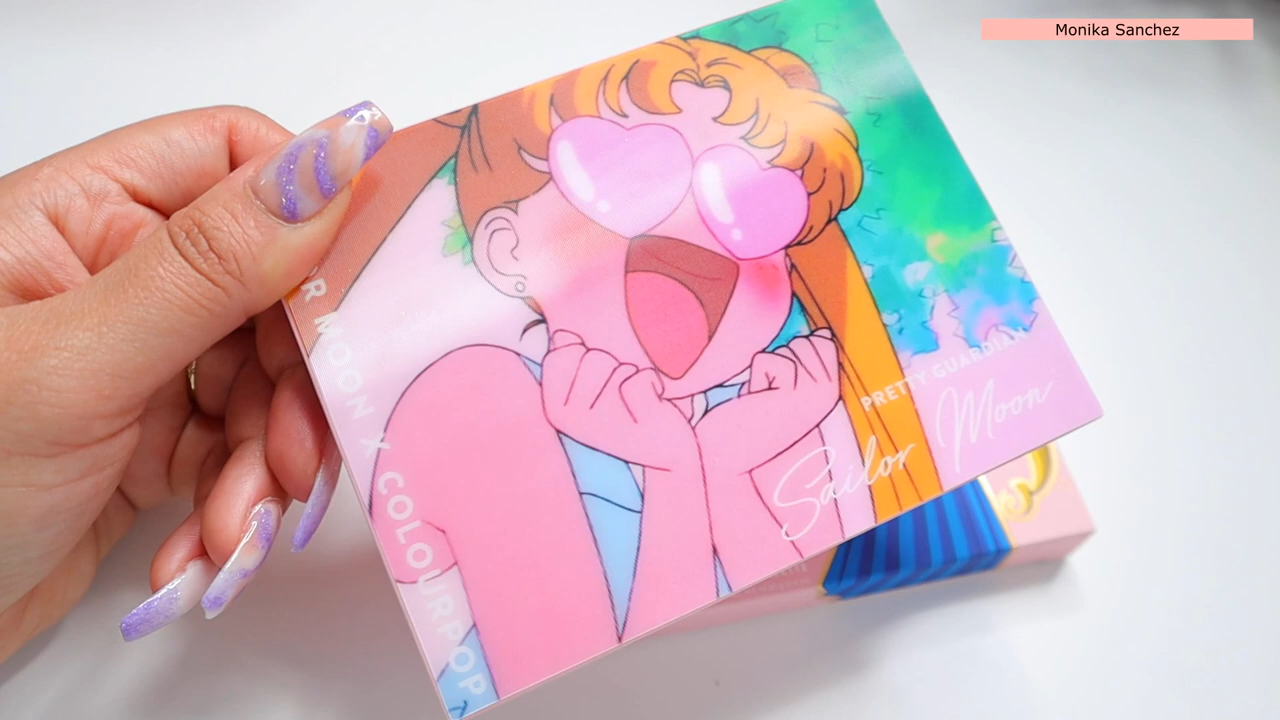 Monika Sanchez
R MOON X COLOURPOP
PRETTY GUARDIAN
Sailor Moon